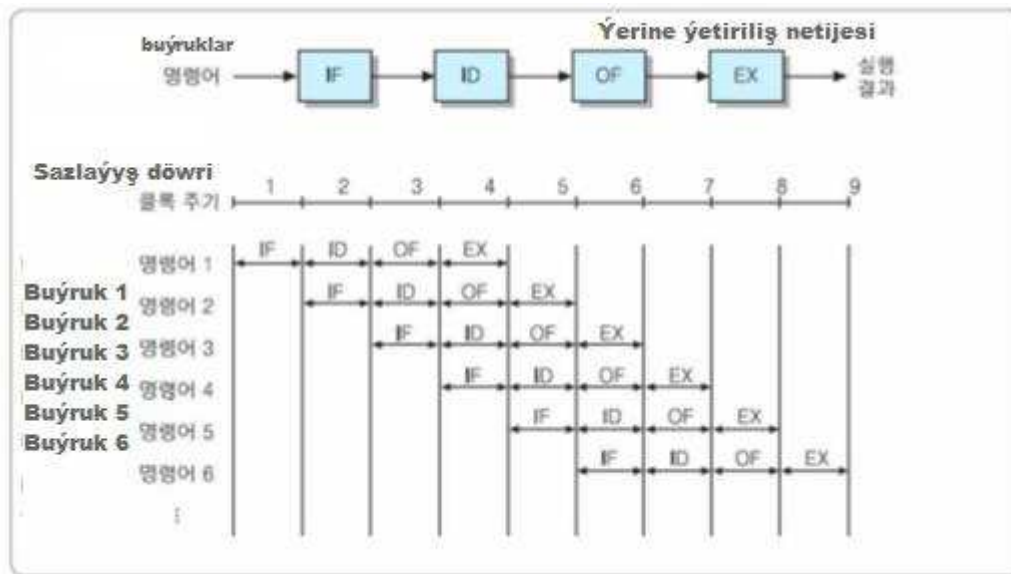 buýruklar
Ýerine ýetiriliş netijesi
명령어
IF
ID
OF
EX
실행
결과
Sazlaýyş döwri
클록 주기
1 2 3 4 5 6 7 8 9
명령어 1 IF ID OF EX
Buýruk 1
명령어 2 IF ID OF EX
Buýruk 2
Buýruk 3
명령어 3 IF ID OF EX
Buýruk 4
명령어 4 IF ID OF EX
Buýruk 5
명령어 5 IF ID OF EX
Buýruk 6
명령어 6 IF ID OF EX
⋮